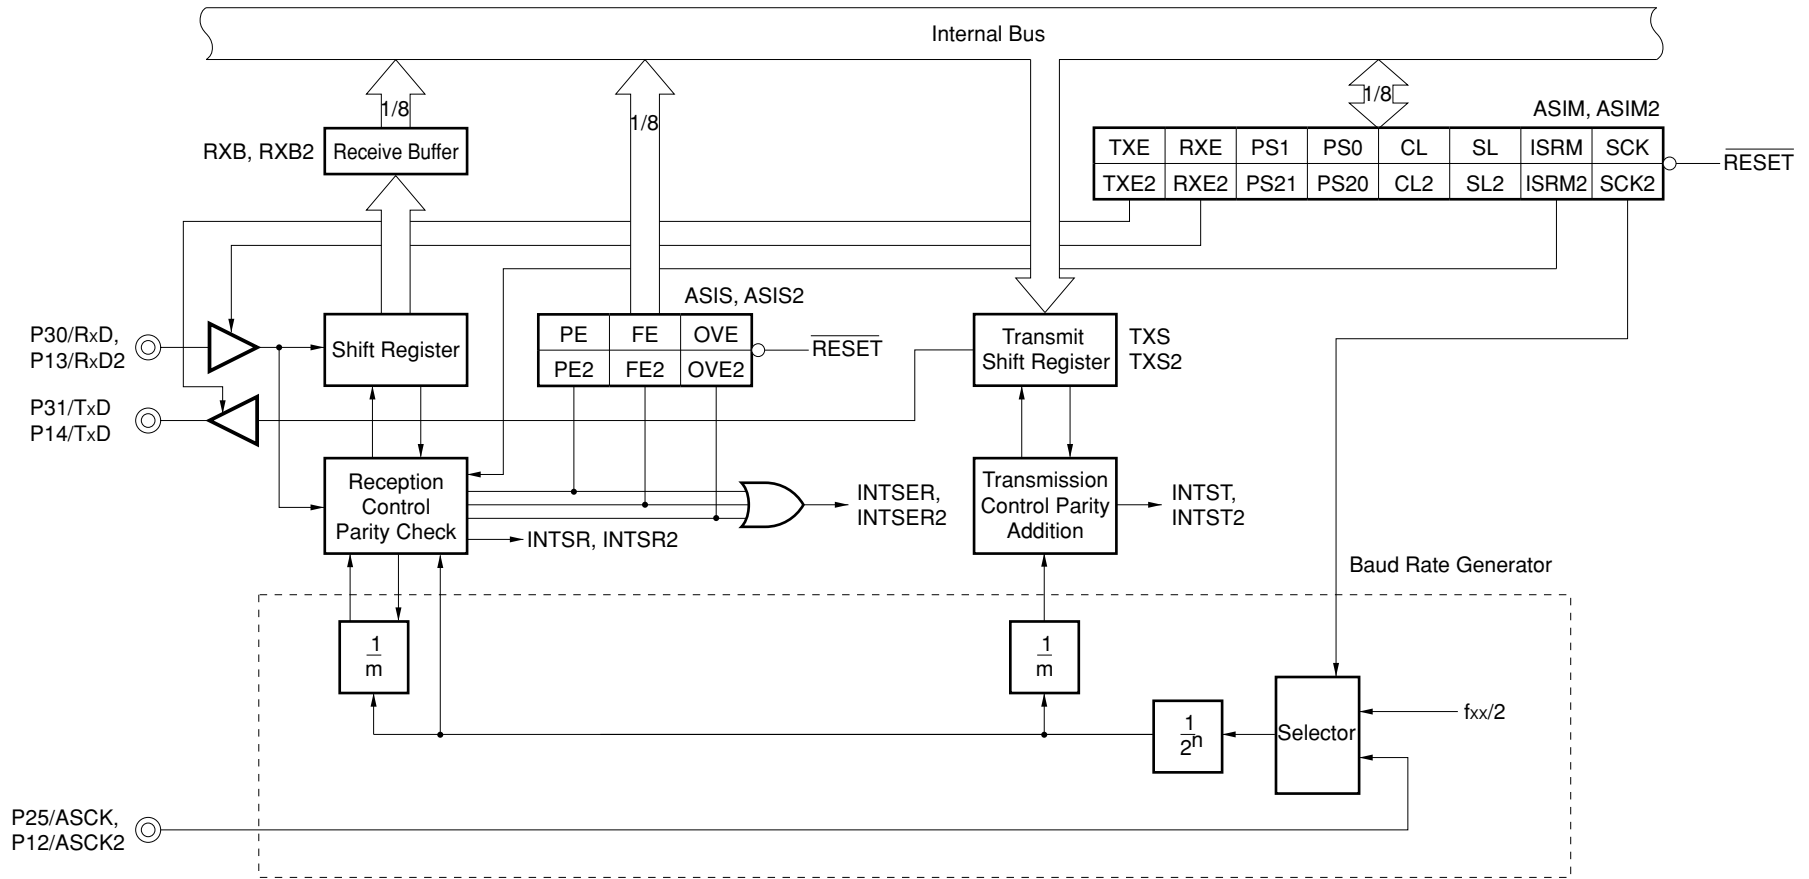 Internal Bus
1/8
1/8
1/8
ASIM, ASIM2
RXB, RXB2
Receive Buffer
TXE RXE PS1 PS0 CL SL ISRM SCK
TXE2 RXE2 PS21 PS20 CL2 SL2 ISRM2 SCK2
RESET
ASIS, ASIS2
P30/RxD,
P13/RxD2
Shift Register
PE FE OVE
PE2 FE2 OVE2
RESET
Transmit
Shift Register
TXS
TXS2
P31/TxD
P14/TxD
Reception
Control
Parity Check
INTSER,
INTSER2
INTSR, INTSR2
Transmission
Control Parity
Addition
INTST,
INTST2
Baud Rate Generator
1
m
1
m
1
2n
Selector
fxx/2
P25/ASCK,
P12/ASCK2